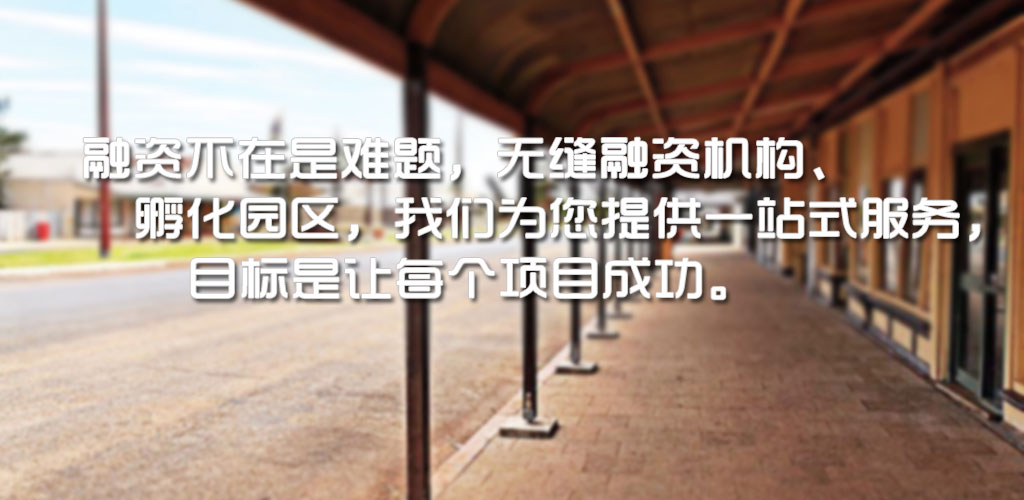 融资不在是难题，无缝融资机构、
孵化园区，我们为您提供一站式服务，
目标是让每个项目成功。